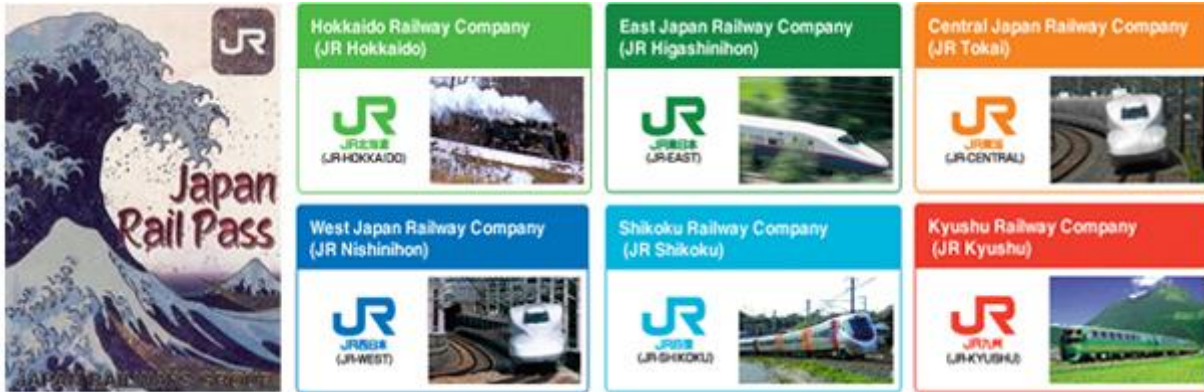 JR
Japan
Rail Pass
JAPAN RAILWAYS GROUP
Hokkaido Railway Company
(JR Hokkaido)
JR
JR北海道
(JR-HOKKAIDO)
East Japan Railway Company
(JR Higashinihon)
JR
JR東日本
(JR-EAST)
Central Japan Railway Company
(JR Tokai)
JR
JR東海
(JR-CENTRAL)
West Japan Railway Company
(JR Nishinihon)
JR
JR西日本
(JR-WEST)
Shikoku Railway Company
(JR Shikoku)
JR
JR四国
(JR-SHIKOKU)
Kyushu Railway Company
(JR Kyushu)
JR
JR九州
(JR-KYUSHU)